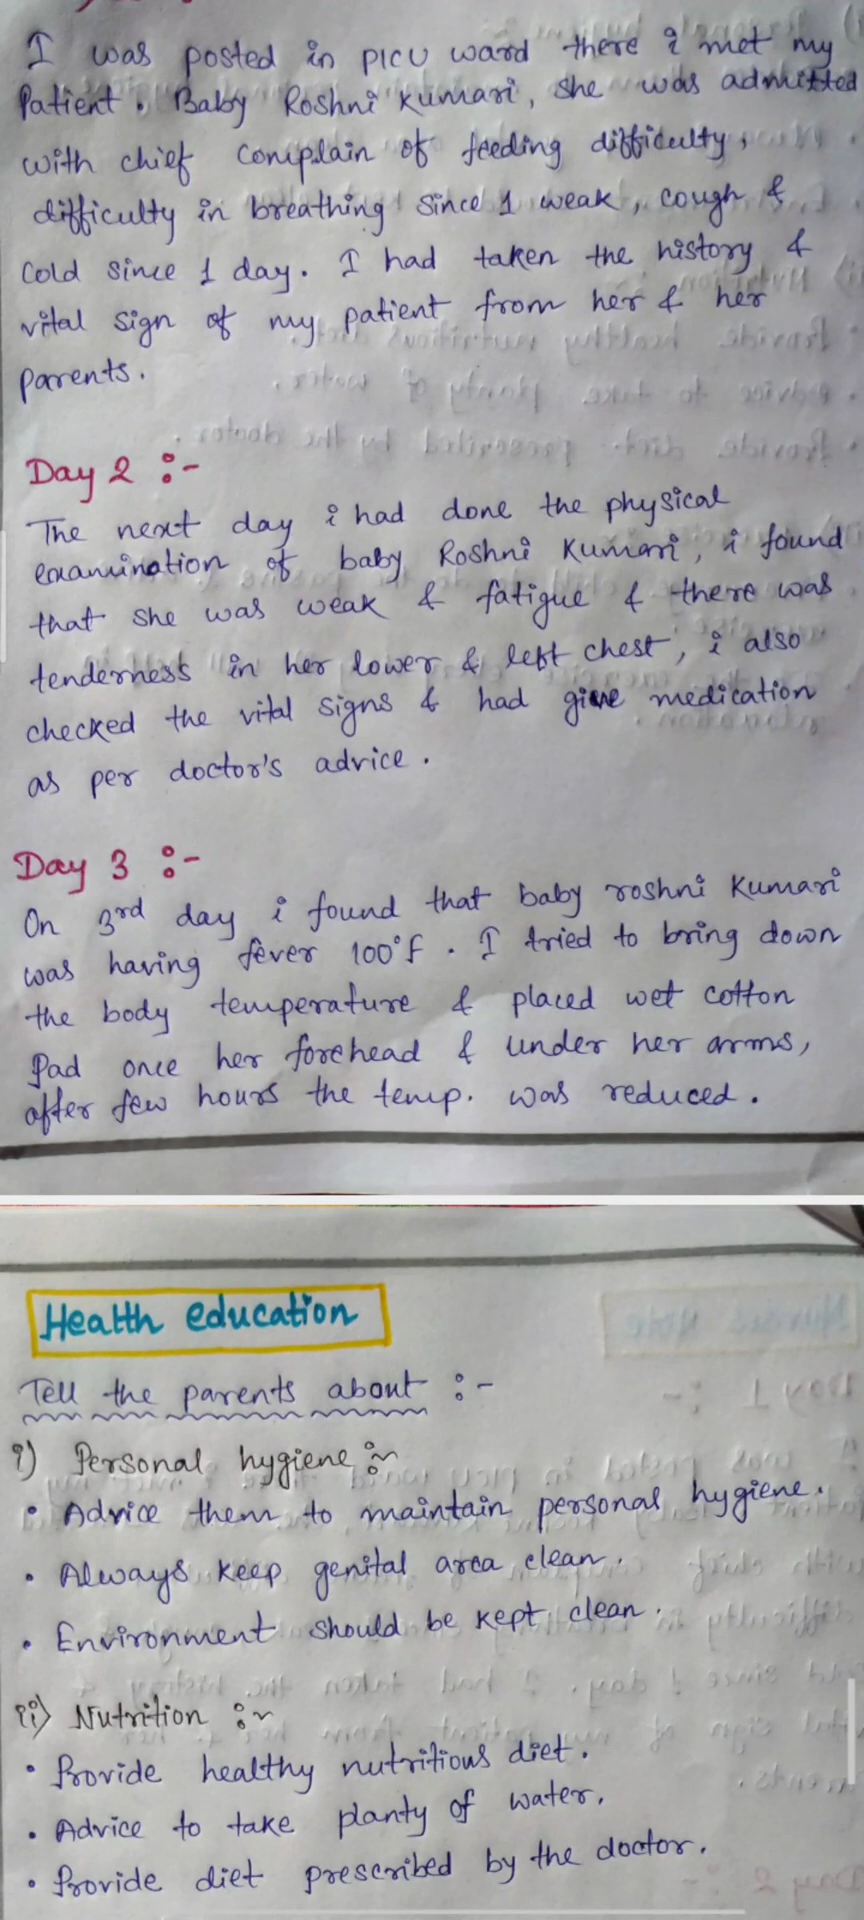 I was posted in PICU ward there i met my
Patient. Baby Roshni Kumari, she was admitted
with chief complain of feeding difficulty,
difficulty in breathing since 1 weak, cough &
cold since 1 day. I had taken the history &
vital sign of my patient from her & her
parents.
Day 2 :-
The next day i had done the physical
examination of baby Roshni Kumari, i found
that she was weak & fatigue & there was
tenderness in her lower & left chest, i also
checked the vital signs & had give medication
as per doctor's advice.
Day 3 :-
On 3rd day i found that baby roshni Kumari
was having fever 100°f. I tried to bring down
the body temperature & placed wet cotton
Pad once her forehead & under her arms,
after few hours the temp. was reduced.
Health education
Tell the parents about :-
i) Personal hygiene :~
• Advice them to maintain personal hygiene.
• Always keep genital area clean.
• Environment should be kept clean.
ii) Nutrition :~
• Provide healthy nutritious diet.
• Advice to take planty of water.
• Provide diet prescribed by the doctor.